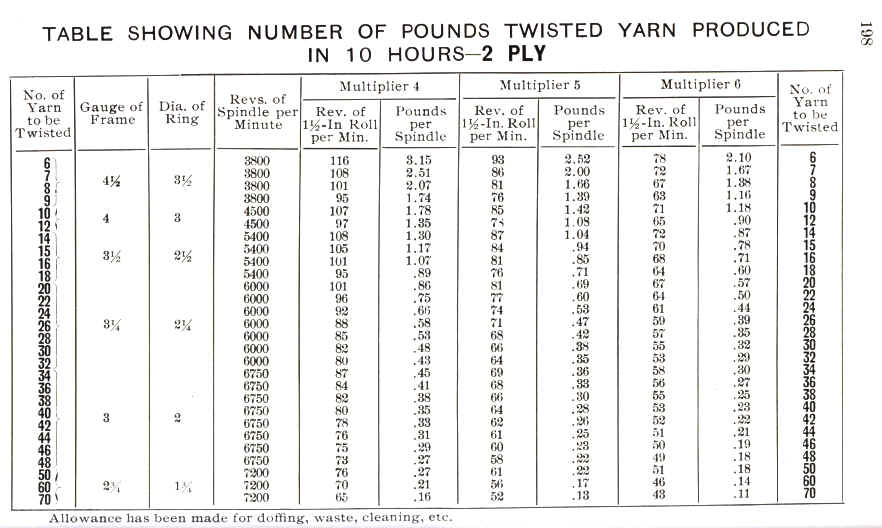 TABLE SHOWING NUMBER OF POUNDS TWISTED YARN PRODUCED
IN 10 HOURS—2 PLY
198
No. of Yarn to be Twisted Gauge of Frame Dia. of Ring Revs. of Spindle per Minute Multiplier 4 Multiplier 5 Multiplier 6 No. of Yarn to be Twisted
Rev. of 1½-In Roll per Min. Pounds per Spindle Rev. of 1½-In. Roll per Min. Pounds per Spindle Rev. of 1½-In. Roll per Min. Pounds per Spindle
6 3800 116 3.15 93 2.52 78 2.10 6
7 3800 108 2.51 86 2.00 72 1.67 7
8 4½ 3½ 3800 101 2.07 81 1.66 67 1.38 8
9 3800 95 1.74 76 1.39 63 1.16 9
10 4 3 4500 107 1.78 85 1.42 71 1.18 10
12 4500 97 1.35 78 1.08 65 .90 12
14 5400 108 1.30 87 1.04 72 .87 14
15 5400 105 1.17 84 .94 70 .78 15
16 3½ 2½ 5400 101 1.07 81 .85 68 .71 16
18 5400 95 .89 76 .71 64 .60 18
20 6000 101 .86 81 .69 67 .57 20
22 6000 96 .75 77 .60 64 .50 22
24 6000 92 .66 74 .53 61 .44 24
26 3¼ 2¼ 6000 88 .58 71 .47 59 .39 26
28 6000 85 .53 68 .42 57 .35 28
30 6000 82 .48 66 .38 55 .32 30
32 6000 80 .43 64 .35 53 .29 32
34 6750 87 .45 69 .36 58 .30 34
36 6750 84 .41 68 .33 56 .27 36
38 6750 82 .38 66 .30 55 .25 38
40 3 2 6750 80 .35 64 .28 53 .23 40
42 6750 78 .33 62 .26 52 .22 42
44 6750 76 .31 61 .25 51 .21 44
46 6750 75 .29 60 .23 50 .19 46
48 6750 73 .27 58 .22 49 .18 48
50 7200 76 .27 61 .22 51 .18 50
60 2¾ 1¾ 7200 70 .21 56 .17 46 .14 60
70 7200 65 .16 52 .13 43 .11 70
Allowance has been made for doffing, waste, cleaning, etc.